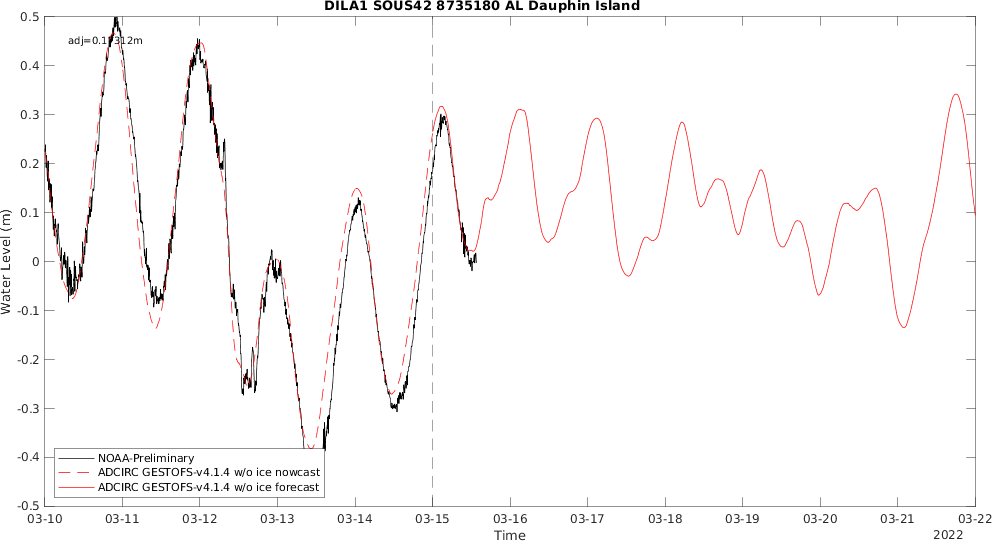 DILA1 SOUS42 8735180 AL Dauphin Island
Water Level (m)
0.5
0.4
0.3
0.2
0.1
0
-0.1
-0.2
-0.3
-0.4
-0.5
NOAA-Preliminary
ADCIRC GESTOFS-v4.1.4 w/o ice nowcast
ADCIRC GESTOFS-v4.1.4 w/o ice forecast
03-10 03-11 03-12 03-13 03-14 03-15 03-16 03-17 03-18 03-19 03-20 03-21 03-22
Time
2022